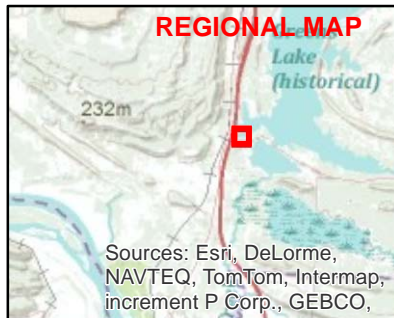 REGIONAL MAP
Lake
(historical)
232m
Sources: Esri, DeLorme,
NAVTEQ, TomTom, Intermap,
increment P Corp., GEBCO,